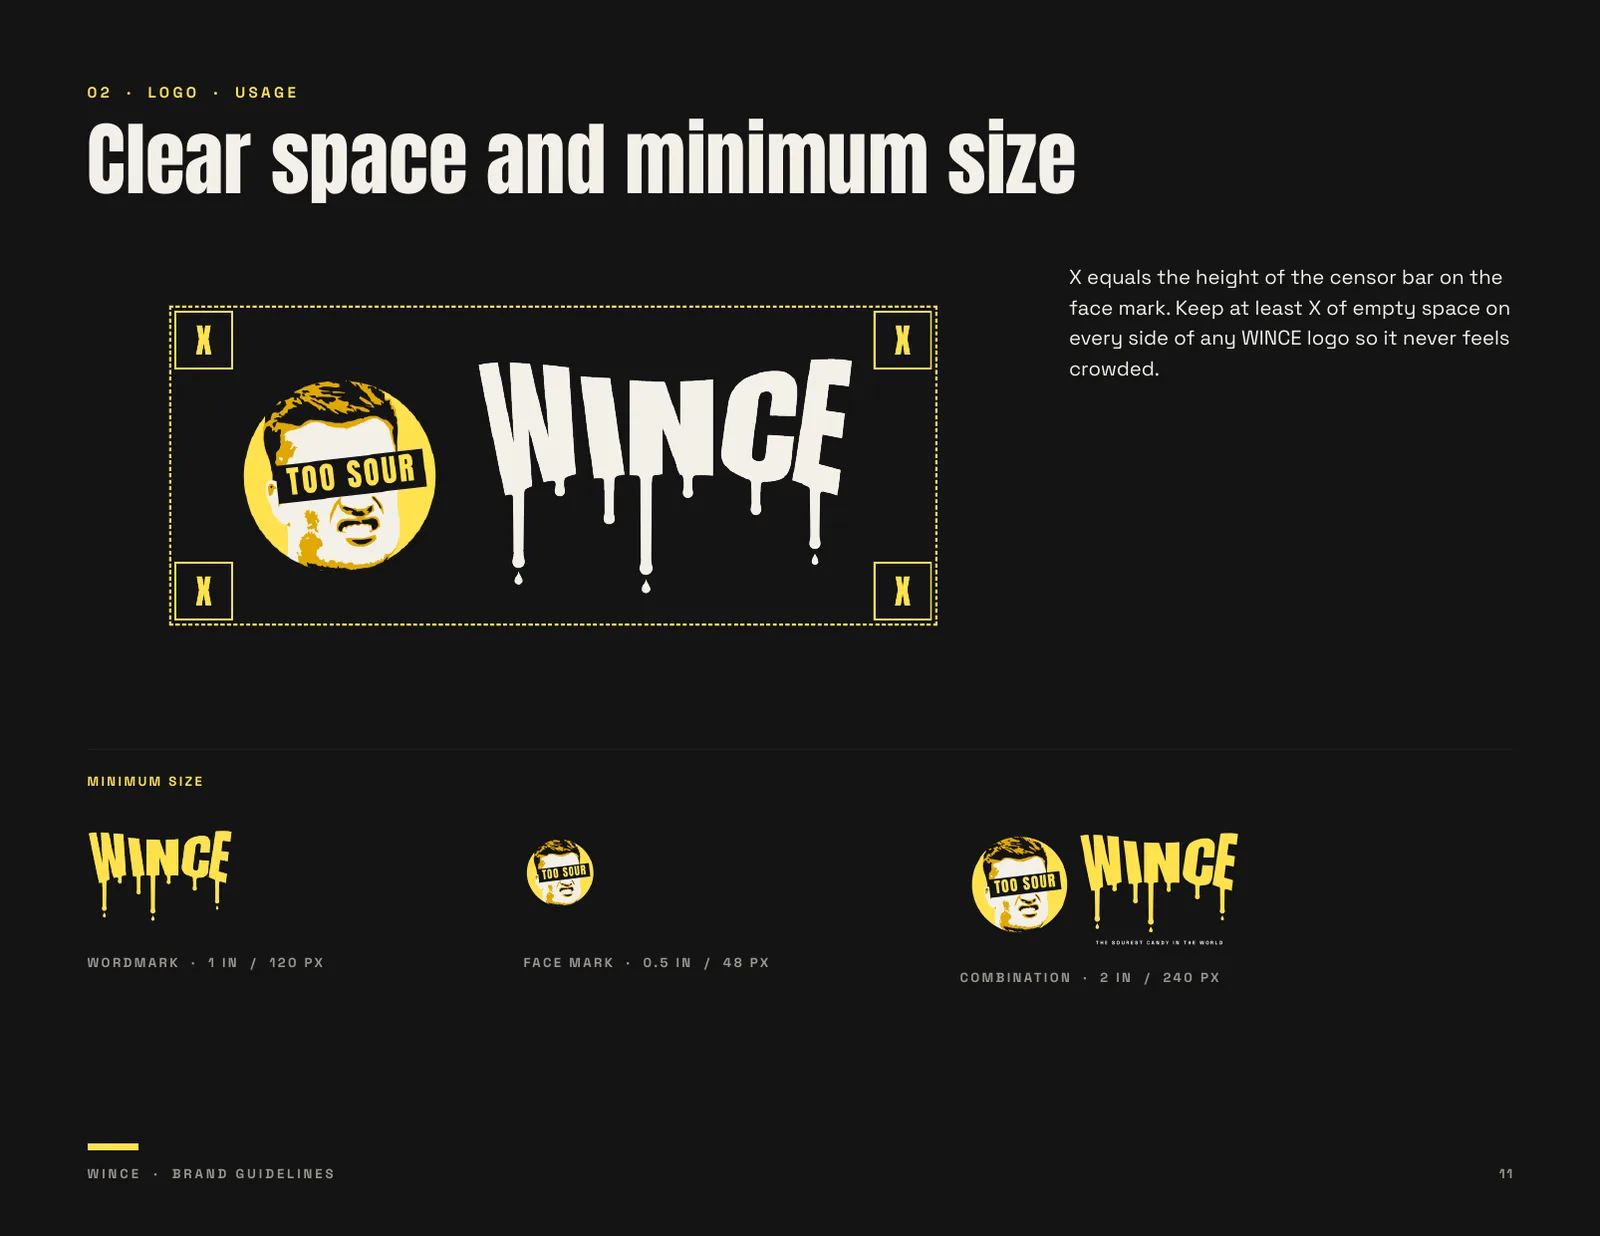 02 · LOGO · USAGE
Clear space and minimum size
X equals the height of the censor bar on the
face mark. Keep at least X of empty space on
every side of any WINCE logo so it never feels
crowded.
X X
WINCE
TOO SOUR
X X
MINIMUM SIZE
WINCE
TOO SOUR
TOO SOUR WINCE
THE SOUREST CANDY IN THE WORLD
WORDMARK · 1 IN / 120 PX
FACE MARK · 0.5 IN / 48 PX
COMBINATION · 2 IN / 240 PX
WINCE · BRAND GUIDELINES
11